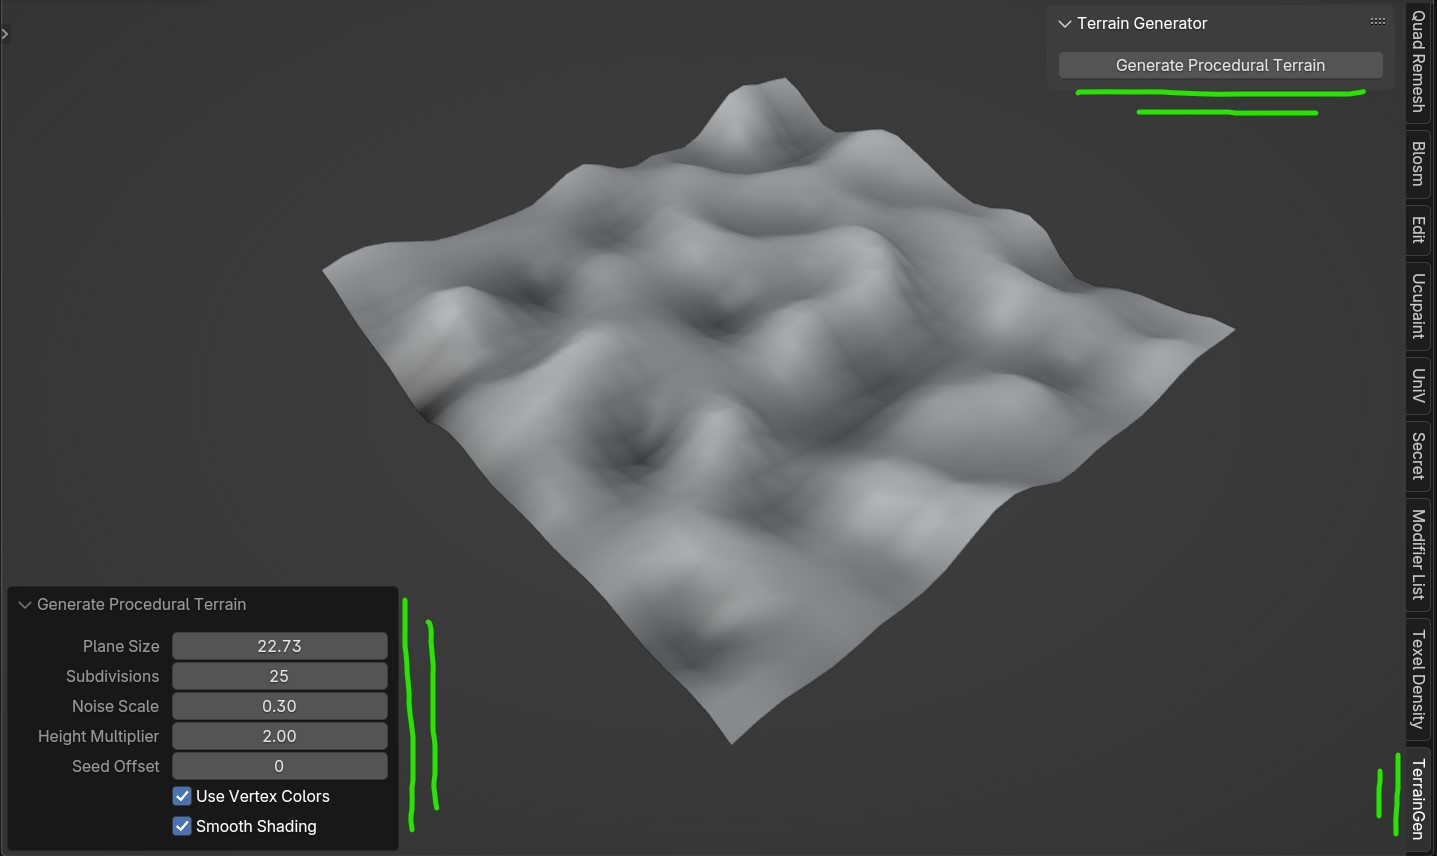 Terrain Generator
Generate Procedural Terrain
Quad Remesh
Blosm
Edit
Ucupaint
UniV
Secret
Modifier List
Texel Density
TerrainGen
Generate Procedural Terrain
Plane Size 22.73
Subdivisions 25
Noise Scale 0.30
Height Multiplier 2.00
Seed Offset 0
Use Vertex Colors
Smooth Shading